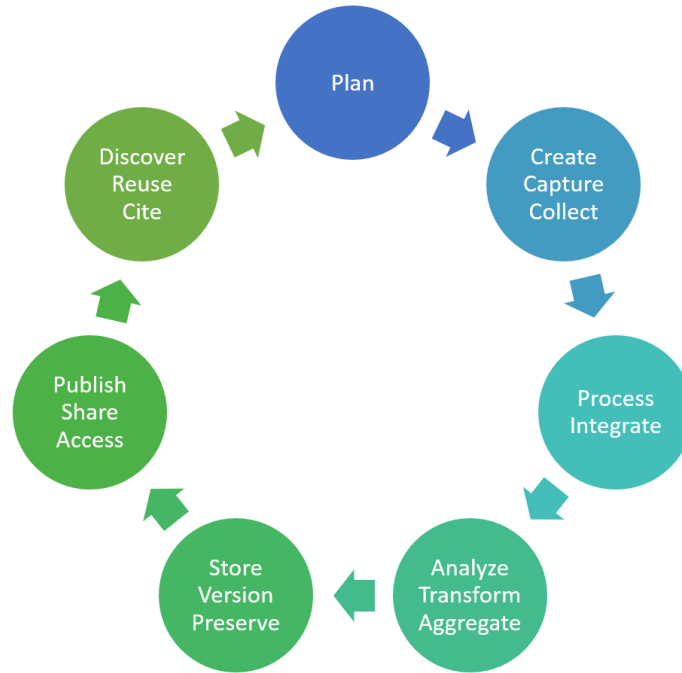 Plan
Create
Capture
Collect
Process
Integrate
Analyze
Transform
Aggregate
Store
Version
Preserve
Publish
Share
Access
Discover
Reuse
Cite